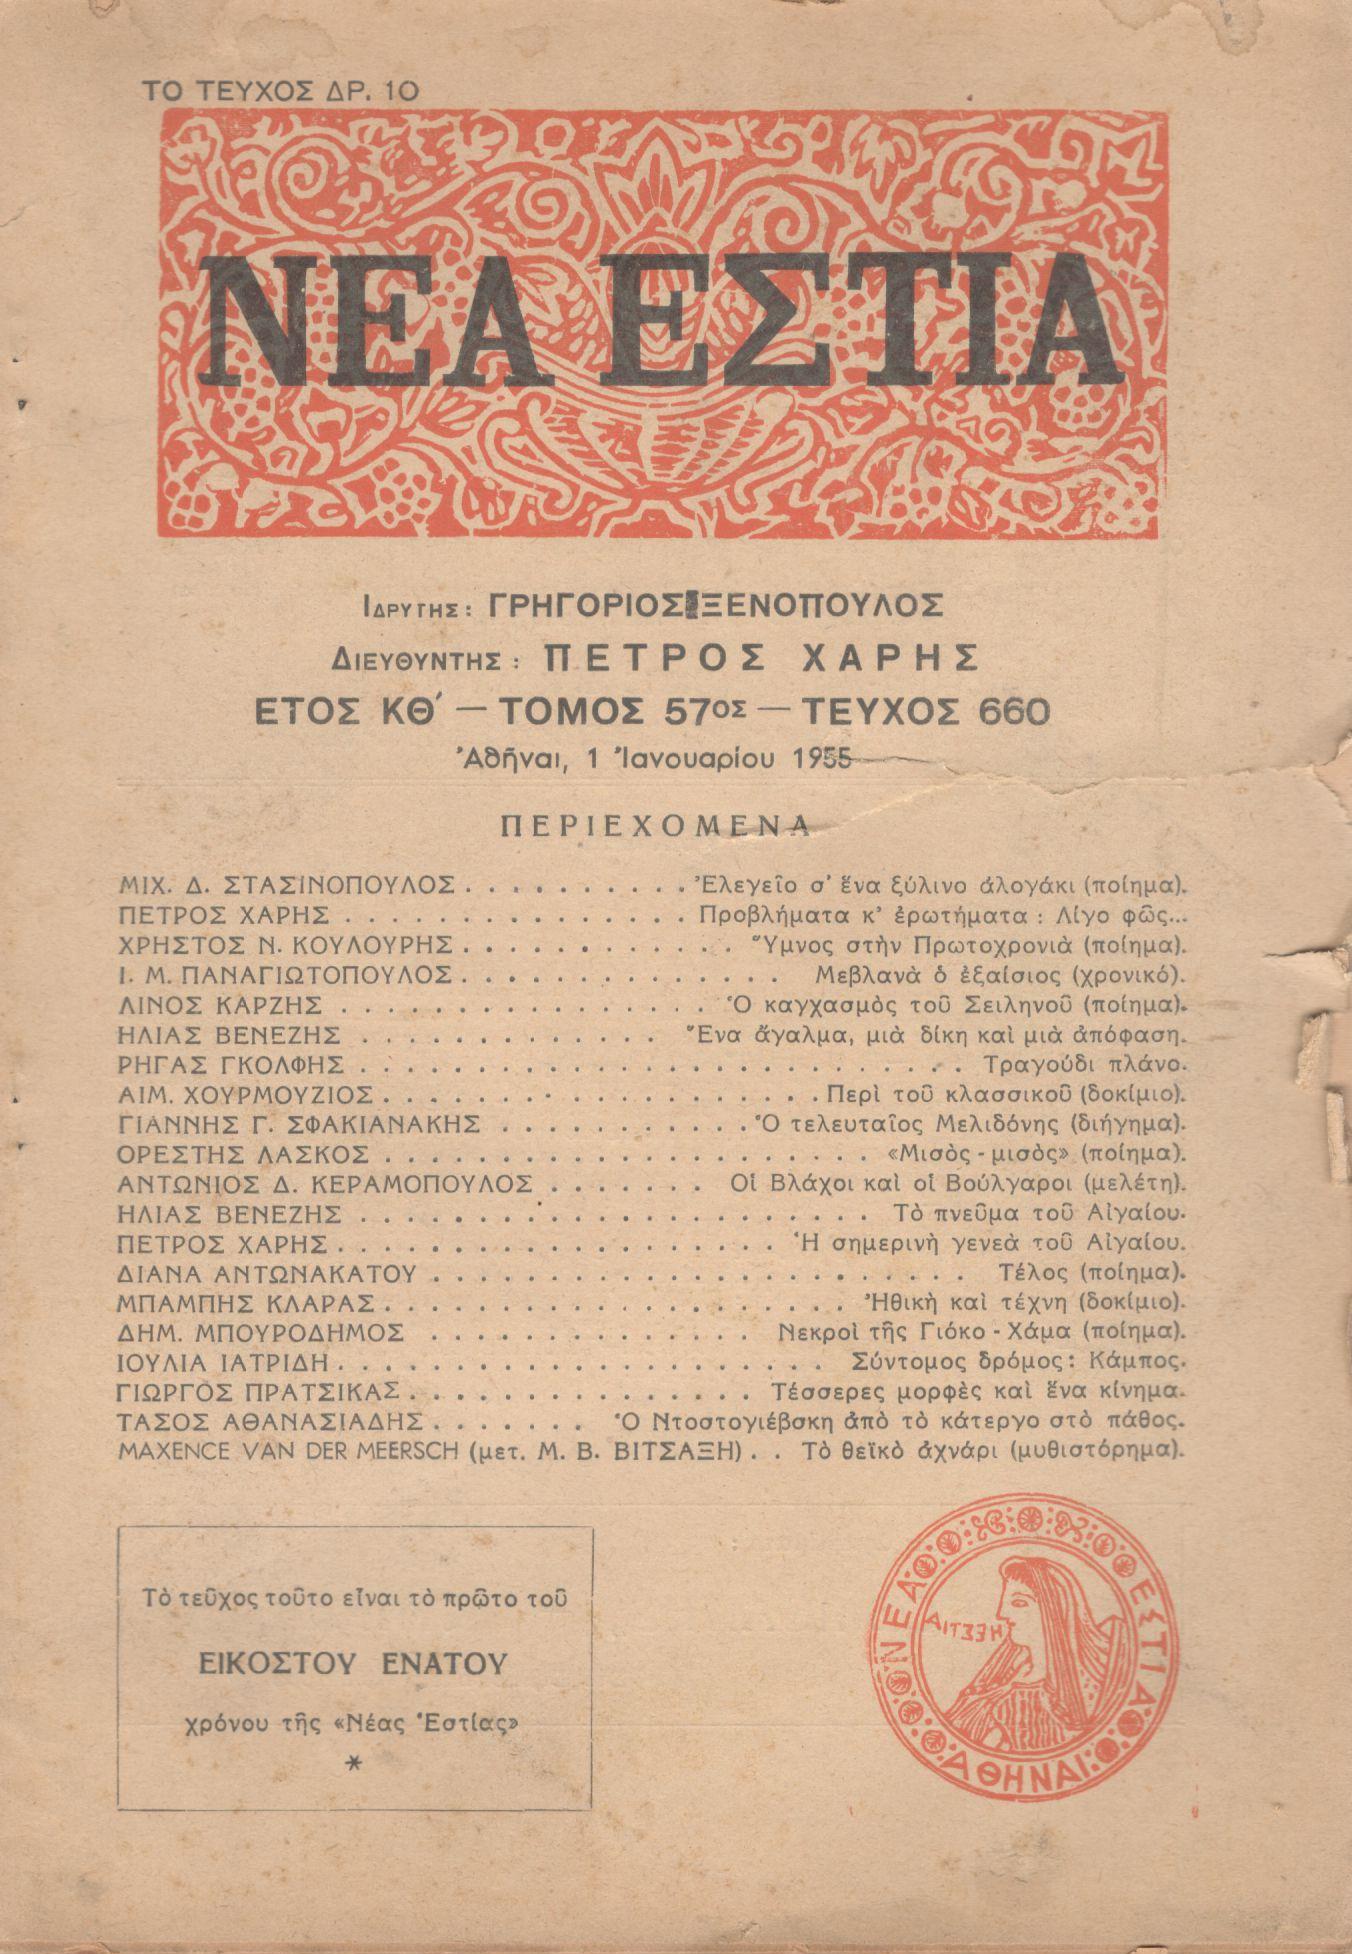 ΤΟ ΤΕΥΧΟΣ ΔΡ. 10
ΝΕΑ ΕΣΤΙΑ
ΙΔΡΥΤΗΣ: ΓΡΗΓΟΡΙΟΣ ΞΕΝΟΠΟΥΛΟΣ
ΔΙΕΥΘΥΝΤΗΣ: ΠΕΤΡΟΣ ΧΑΡΗΣ
ΕΤΟΣ ΚΘ΄ — ΤΟΜΟΣ 57ΟΣ — ΤΕΥΧΟΣ 660
Ἀθῆναι, 1 Ἰανουαρίου 1955
ΠΕΡΙΕΧΟΜΕΝΑ
ΜΙΧ. Δ. ΣΤΑΣΙΝΟΠΟΥΛΟΣ . . . . . . . . . . Ἐλεγεῖο σ' ἕνα ξύλινο ἀλογάκι (ποίημα).
ΠΕΤΡΟΣ ΧΑΡΗΣ . . . . . . . . . . . . . . . Προβλήματα κ' ἐρωτήματα : Λίγο φῶς...
ΧΡΗΣΤΟΣ Ν. ΚΟΥΛΟΥΡΗΣ . . . . . . . . . . . . Ὕμνος στὴν Πρωτοχρονιὰ (ποίημα).
Ι. Μ. ΠΑΝΑΓΙΩΤΟΠΟΥΛΟΣ . . . . . . . . . . . . . . Μεβλανὰ ὁ ἐξαίσιος (χρονικό).
ΛΙΝΟΣ ΚΑΡΖΗΣ . . . . . . . . . . . . . . . . Ὁ καγχασμὸς τοῦ Σειληνοῦ (ποίημα).
ΗΛΙΑΣ ΒΕΝΕΖΗΣ . . . . . . . . . . . . . Ἕνα ἄγαλμα, μιὰ δίκη καὶ μιὰ ἀπόφαση.
ΡΗΓΑΣ ΓΚΟΛΦΗΣ . . . . . . . . . . . . . . . . . . . . . . . . . . Τραγούδι πλάνο.
ΑΙΜ. ΧΟΥΡΜΟΥΖΙΟΣ . . . . . . . . . . . . . . . . . . . Περὶ τοῦ κλασσικοῦ (δοκίμιο).
ΓΙΑΝΝΗΣ Γ. ΣΦΑΚΙΑΝΑΚΗΣ . . . . . . . . . . . Ὁ τελευταῖος Μελιδόνης (διήγημα).
ΟΡΕΣΤΗΣ ΛΑΣΚΟΣ . . . . . . . . . . . . . . . . . . . . . «Μισὸς - μισὸς» (ποίημα).
ΑΝΤΩΝΙΟΣ Δ. ΚΕΡΑΜΟΠΟΥΛΟΣ . . . . . . . Οἱ Βλάχοι καὶ οἱ Βούλγαροι (μελέτη).
ΗΛΙΑΣ ΒΕΝΕΖΗΣ . . . . . . . . . . . . . . . . . . . . . . Τὸ πνεῦμα τοῦ Αἰγαίου.
ΠΕΤΡΟΣ ΧΑΡΗΣ . . . . . . . . . . . . . . . . . . . Ἡ σημερινὴ γενεὰ τοῦ Αἰγαίου.
ΔΙΑΝΑ ΑΝΤΩΝΑΚΑΤΟΥ . . . . . . . . . . . . . . . . . . . . . . . Τέλος (ποίημα).
ΜΠΑΜΠΗΣ ΚΛΑΡΑΣ . . . . . . . . . . . . . . . . . . . . Ἠθικὴ καὶ τέχνη (δοκίμιο).
ΔΗΜ. ΜΠΟΥΡΟΔΗΜΟΣ . . . . . . . . . . . . . . Νεκροὶ τῆς Γιόκο - Χάμα (ποίημα).
ΙΟΥΛΙΑ ΙΑΤΡΙΔΗ . . . . . . . . . . . . . . . . . . . . . Σύντομος δρόμος: Κάμπος.
ΓΙΩΡΓΟΣ ΠΡΑΤΣΙΚΑΣ . . . . . . . . . . . . . . . Τέσσερες μορφὲς καὶ ἕνα κίνημα.
ΤΑΣΟΣ ΑΘΑΝΑΣΙΑΔΗΣ . . . . . . . Ὁ Ντοστογιέβσκη ἀπὸ τὸ κάτεργο στὸ πάθος.
MAXENCE VAN DER MEERSCH (μετ. Μ. Β. ΒΙΤΣΑΞΗ) . . Τὸ θεϊκὸ ἀχνάρι (μυθιστόρημα).
Τὸ τεῦχος τοῦτο εἶναι τὸ πρῶτο τοῦ
ΕΙΚΟΣΤΟΥ ΕΝΑΤΟΥ
χρόνου τῆς «Νέας Ἑστίας»
*
ΝΕΑ ΕΣΤΙΑ
ΑΘΗΝΑΙ